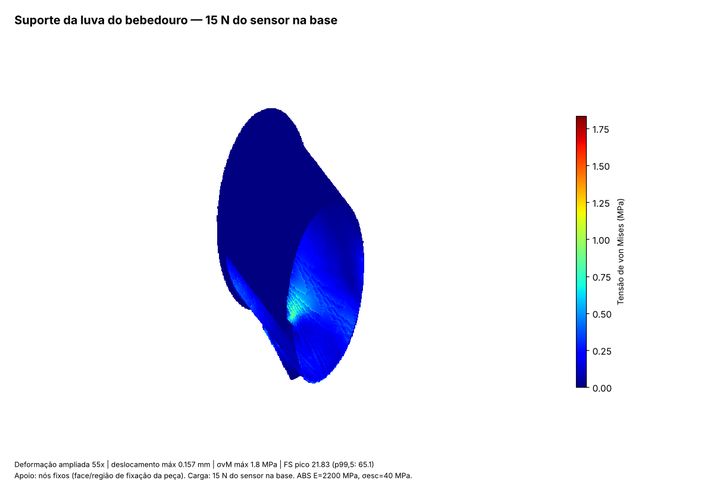 Suporte da luva do bebedouro — 15 N do sensor na base
1.75
1.50
1.25
1.00
0.75
0.50
0.25
0.00
Tensão de von Mises (MPa)
Deformação ampliada 55x | deslocamento máx 0.157 mm | σvM máx 1.8 MPa | FS pico 21.83 (p99,5: 65.1)
Apoio: nós fixos (face/região de fixação da peça). Carga: 15 N do sensor na base. ABS E=2200 MPa, σesc=40 MPa.